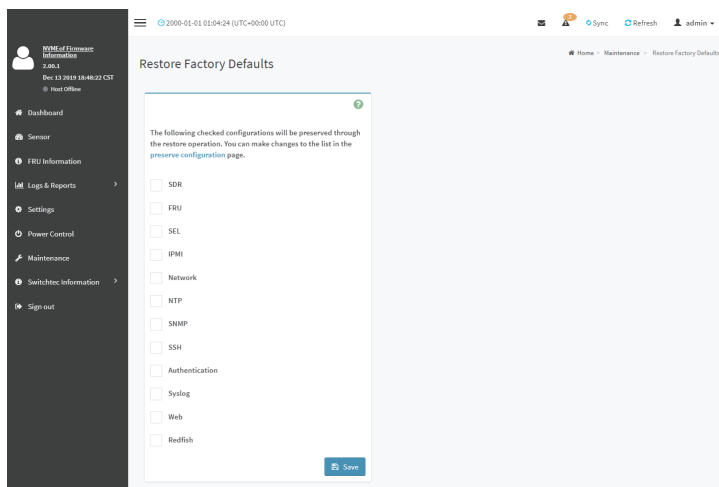 NVMEof Firmware
Information
2.00.1
Dec 13 2019 18:48:22 CST
Host Offline
Dashboard
Sensor
FRU Information
Logs & Reports
Settings
Power Control
Maintenance
Switchtec Information
Sign out
2000-01-01 01:04:24 (UTC+00:00 UTC)
Sync
Refresh
admin
Restore Factory Defaults
Home > Maintenance > Restore Factory Defaults
The following checked configurations will be preserved through
the restore operation. You can make changes to the list in the
preserve configuration page.
SDR
FRU
SEL
IPMI
Network
NTP
SNMP
SSH
Authentication
Syslog
Web
Redfish
Save